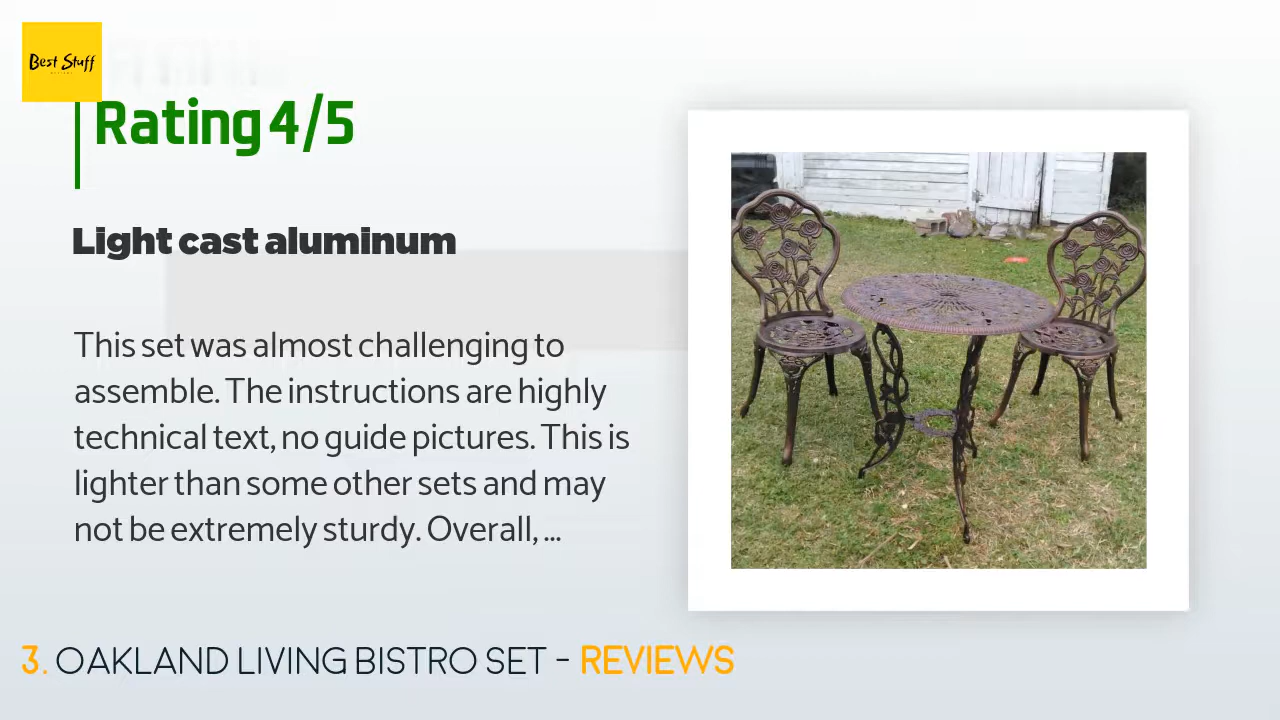 Best Stuff
Rating 4/5
Light cast aluminum
This set was almost challenging to
assemble. The instructions are highly
technical text, no guide pictures. This is
lighter than some other sets and may
not be extremely sturdy. Overall, ...
3. OAKLAND LIVING BISTRO SET - REVIEWS